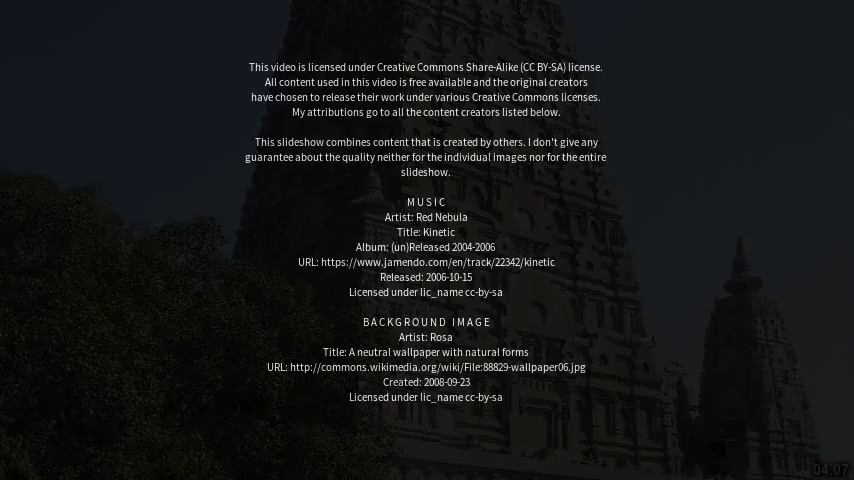 This video is licensed under Creative Commons Share-Alike (CC BY-SA) license.
All content used in this video is free available and the original creators
have chosen to release their work under various Creative Commons licenses.
My attributions go to all the content creators listed below.
This slideshow combines content that is created by others. I don't give any
guarantee about the quality neither for the individual images nor for the entire
slideshow.
MUSIC
Artist: Red Nebula
Title: Kinetic
Album: (un)Released 2004-2006
URL: https://www.jamendo.com/en/track/22342/kinetic
Released: 2006-10-15
Licensed under lic_name cc-by-sa
BACKGROUND IMAGE
Artist: Rosa
Title: A neutral wallpaper with natural forms
URL: http://commons.wikimedia.org/wiki/File:88829-wallpaper06.jpg
Created: 2008-09-23
Licensed under lic_name cc-by-sa
04:07